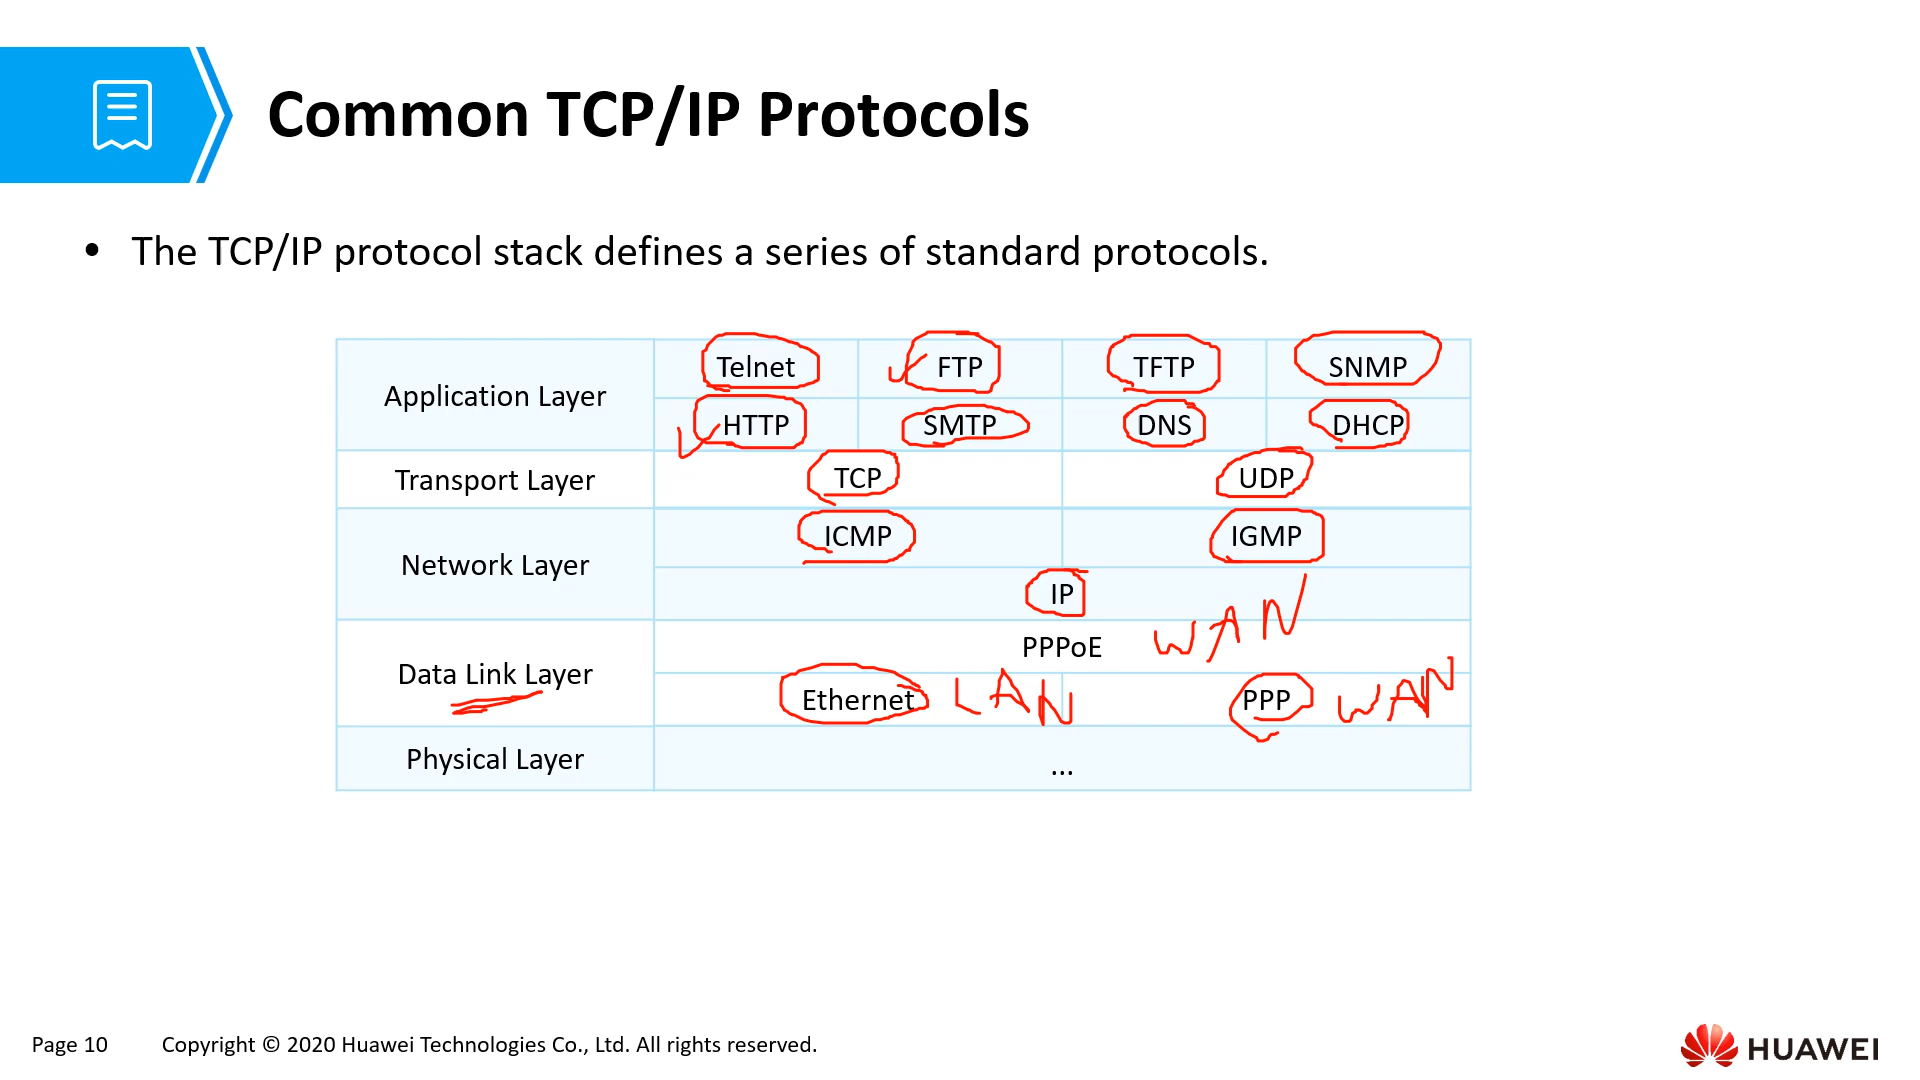 Common TCP/IP Protocols
• The TCP/IP protocol stack defines a series of standard protocols.
Application Layer
Telnet FTP TFTP SNMP
HTTP SMTP DNS DHCP
Transport Layer TCP UDP
Network Layer
ICMP IGMP
IP
Data Link Layer
PPPoE WAN
Ethernet LAN PPP WAN
Physical Layer ...
Page 10 Copyright © 2020 Huawei Technologies Co., Ltd. All rights reserved.
HUAWEI